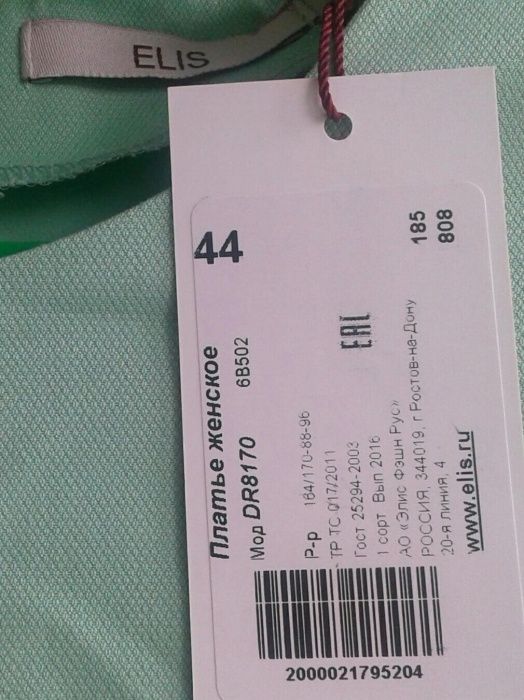 ELIS
44
185
808
Платье женское
Мод DR8170 6B502
Р-р 164/170-88-96
ТР ТС 017/2011
Гост 25294-2003
1 сорт Вып 2016
АО «Элис Фэшн Рус»
РОССИЯ, 344019, г Ростов-на-Дону
20-я линия, 4
www.elis.ru
EAC
2000021795204